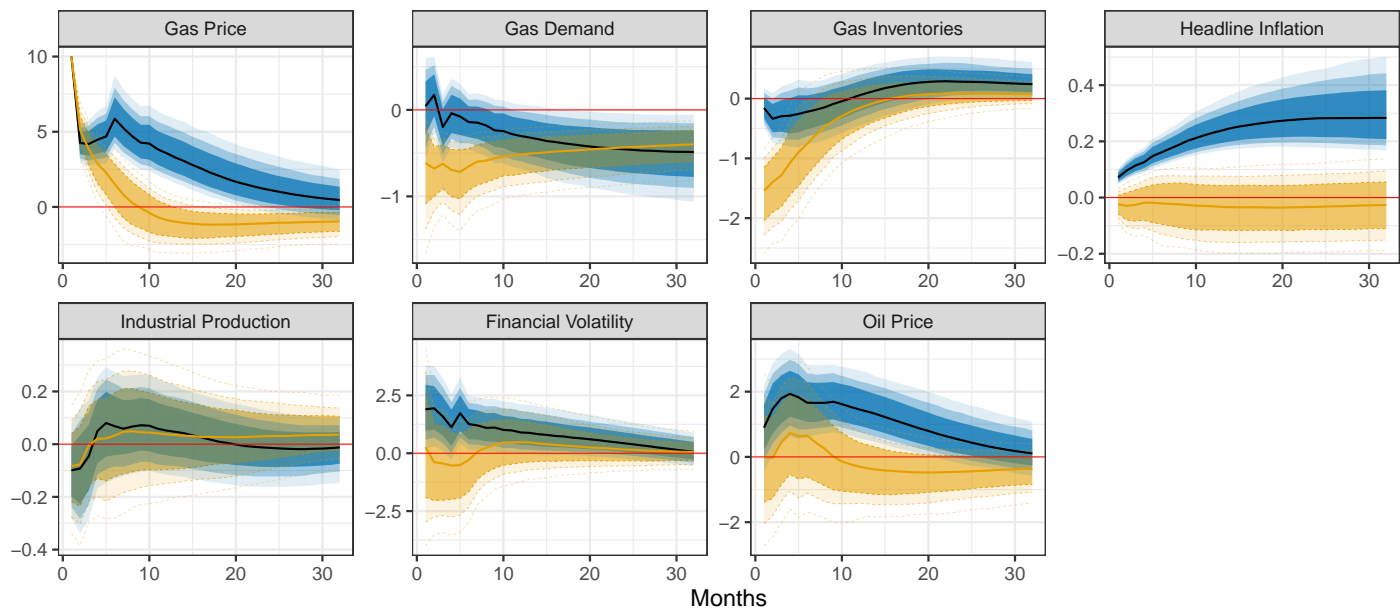 Gas Price
Gas Demand
Gas Inventories
Headline Inflation
10
5
0
0 10 20 30
0
−1
0 10 20 30
0
−1
−2
0 10 20 30
0.4
0.2
0.0
−0.2
0 10 20 30
Industrial Production
Financial Volatility
Oil Price
0.2
0.0
−0.2
−0.4
0 10 20 30
2.5
0.0
−2.5
0 10 20 30
2
0
−2
0 10 20 30
Months